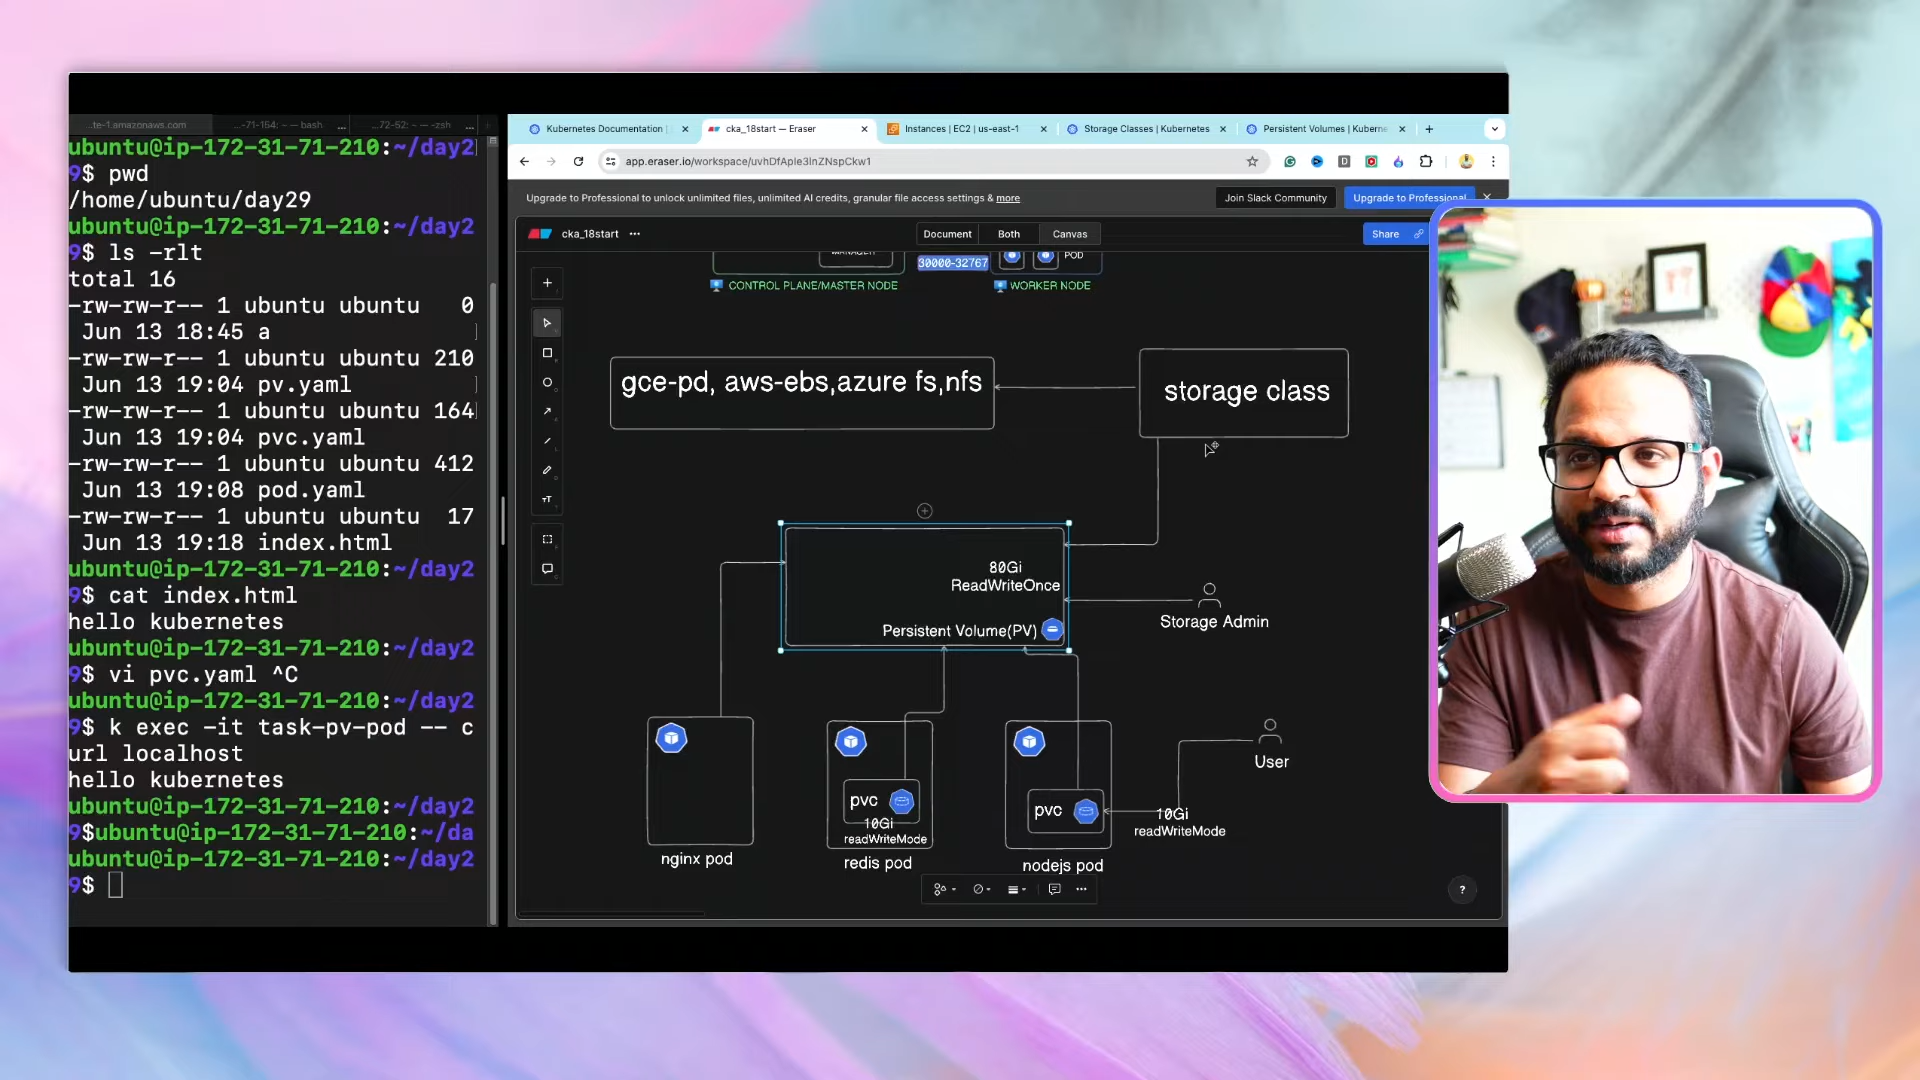 ...te-1.amazonaws.com
...-71-154: ~ — bash
...
...72-52: ~ — -zsh
...
ubuntu@ip-172-31-71-210:~/day2
9$ pwd
/home/ubuntu/day29
ubuntu@ip-172-31-71-210:~/day2
9$ ls -rlt
total 16
-rw-rw-r-- 1 ubuntu ubuntu   0
 Jun 13 18:45 a
-rw-rw-r-- 1 ubuntu ubuntu 210
 Jun 13 19:04 pv.yaml
-rw-rw-r-- 1 ubuntu ubuntu 164
 Jun 13 19:04 pvc.yaml
-rw-rw-r-- 1 ubuntu ubuntu 412
 Jun 13 19:08 pod.yaml
-rw-rw-r-- 1 ubuntu ubuntu  17
 Jun 13 19:18 index.html
ubuntu@ip-172-31-71-210:~/day2
9$ cat index.html
hello kubernetes
ubuntu@ip-172-31-71-210:~/day2
9$ vi pvc.yaml ^C
ubuntu@ip-172-31-71-210:~/day2
9$ k exec -it task-pv-pod -- c
url localhost
hello kubernetes
ubuntu@ip-172-31-71-210:~/day2
9$ubuntu@ip-172-31-71-210:~/da
ubuntu@ip-172-31-71-210:~/day2
9$
Kubernetes Documentation |
cka_18start — Eraser
Instances | EC2 | us-east-1
Storage Classes | Kubernetes
Persistent Volumes | Kuberne
Upgrade to Professional to unlock unlimited files, unlimited AI credits, granular file access settings & more
Join Slack Community
Upgrade to Professional
cka_18start
Document
Both
Canvas
Share
30000-32767
POD
CONTROL PLANE/MASTER NODE
WORKER NODE
gce-pd, aws-ebs,azure fs,nfs
storage class
80Gi
ReadWriteOnce
Persistent Volume(PV)
Storage Admin
User
pvc
10Gi
readWriteMode
pvc
10Gi
readWriteMode
nginx pod
redis pod
nodejs pod
?